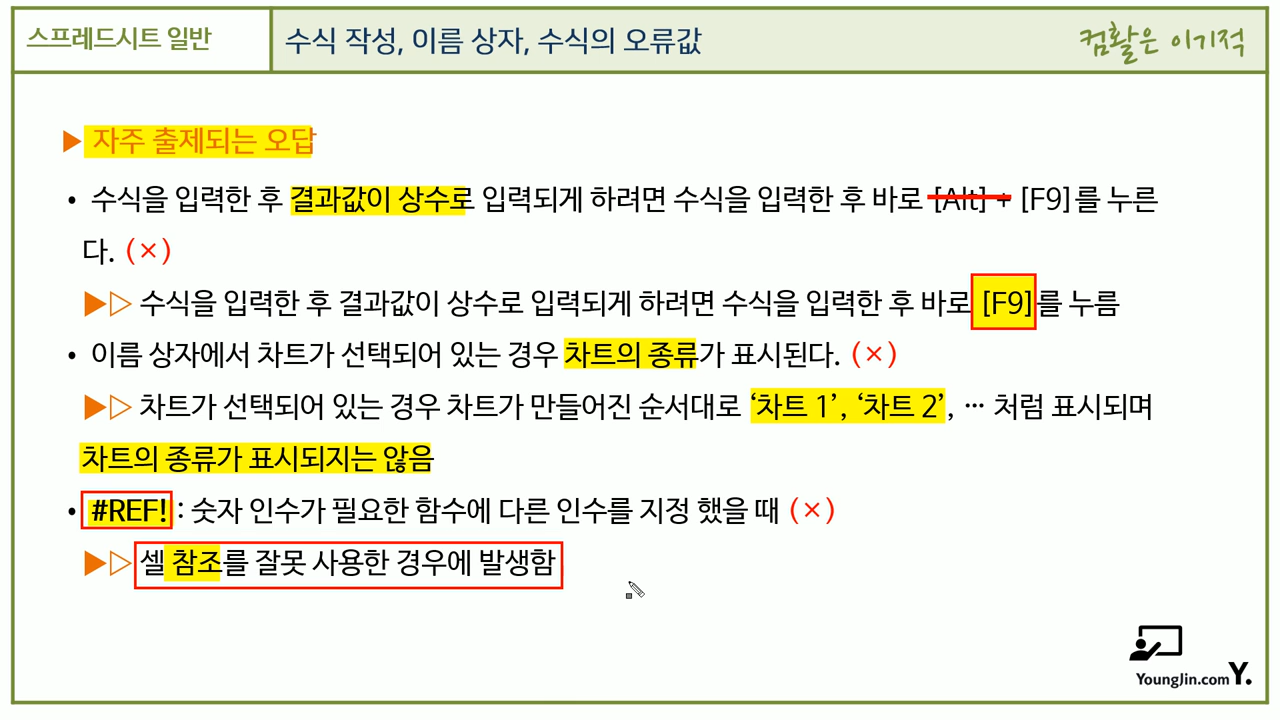 스프레드시트 일반
수식 작성, 이름 상자, 수식의 오류값
컴활은 이기적
▶ 자주 출제되는 오답
• 수식을 입력한 후 결과값이 상수로 입력되게 하려면 수식을 입력한 후 바로 [Alt] + [F9]를 누른
다. (×)
▶▷ 수식을 입력한 후 결과값이 상수로 입력되게 하려면 수식을 입력한 후 바로 [F9]를 누름
• 이름 상자에서 차트가 선택되어 있는 경우 차트의 종류가 표시된다. (×)
▶▷ 차트가 선택되어 있는 경우 차트가 만들어진 순서대로 ‘차트 1’, ‘차트 2’, … 처럼 표시되며
차트의 종류가 표시되지는 않음
• #REF! : 숫자 인수가 필요한 함수에 다른 인수를 지정 했을 때 (×)
▶▷ 셀 참조를 잘못 사용한 경우에 발생함
YoungJin.com Y.